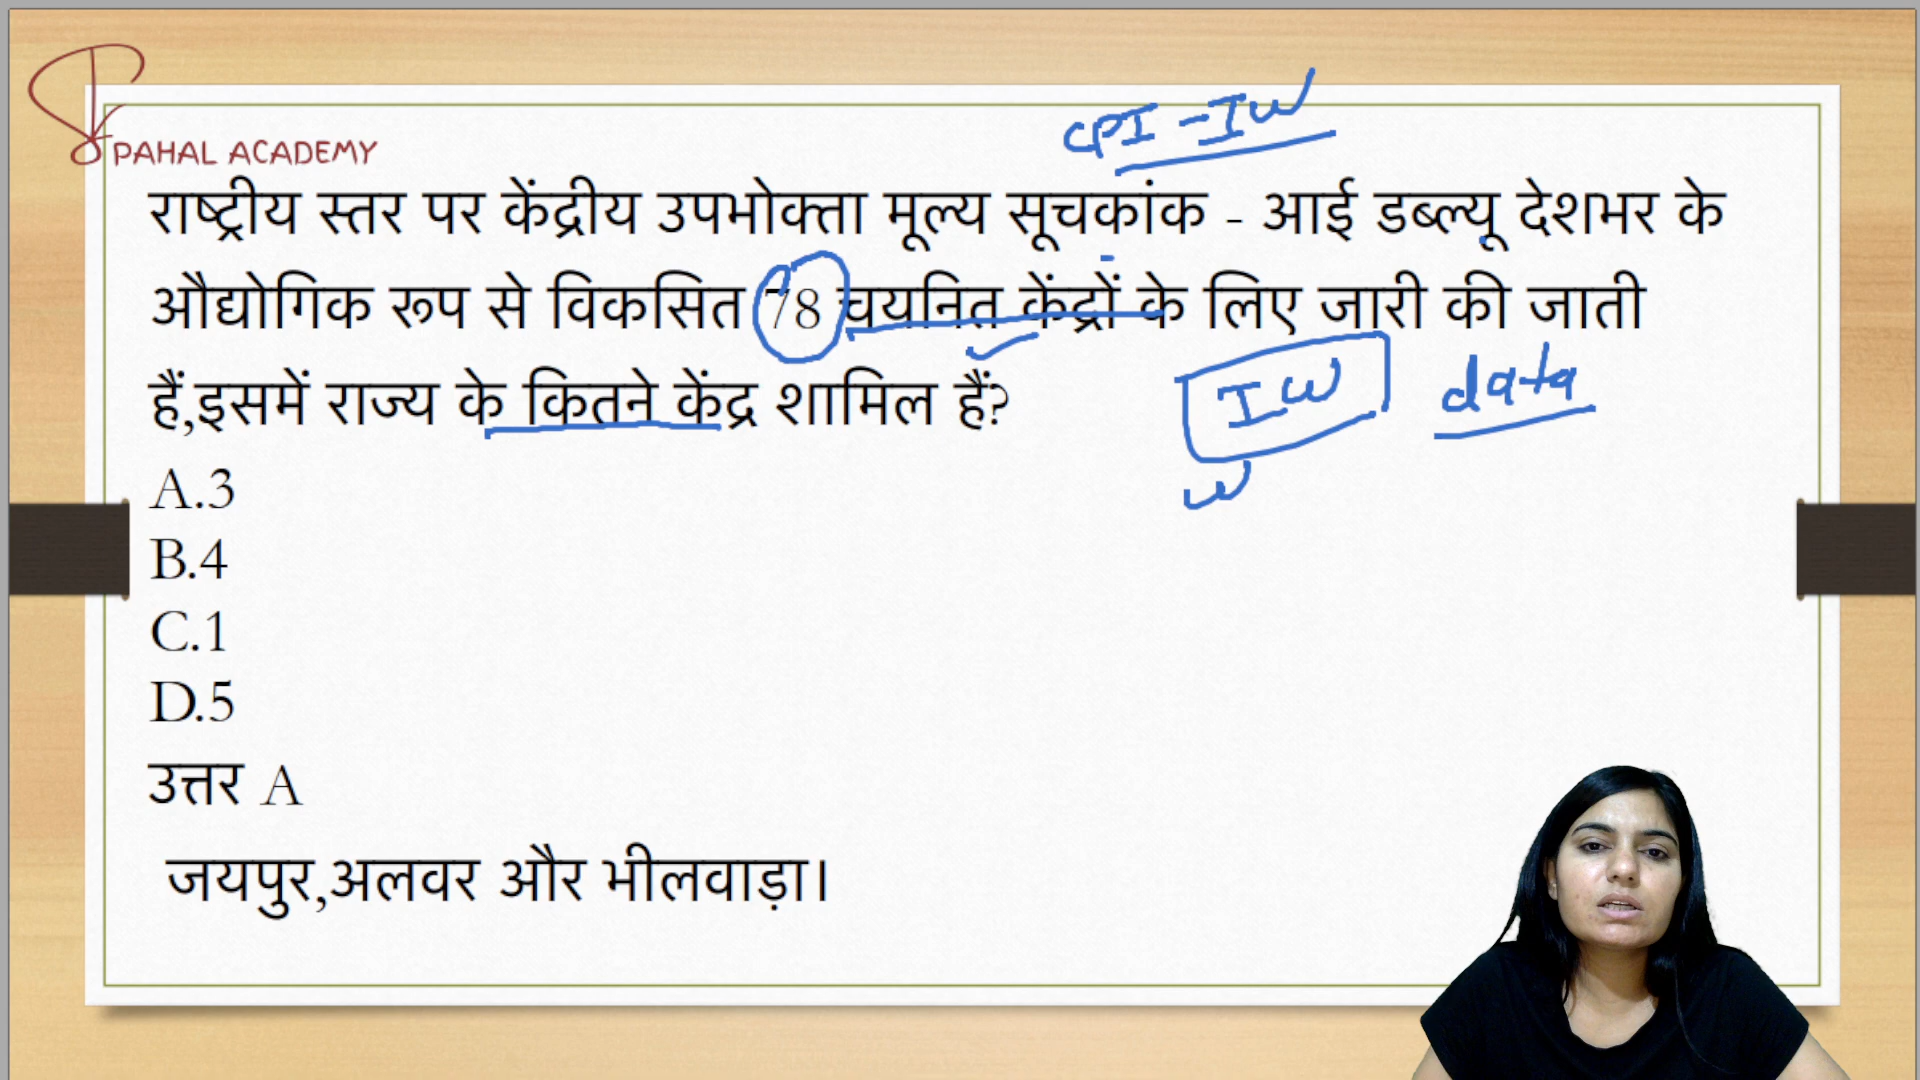 PAHAL ACADEMY
CPI - IW
राष्ट्रीय स्तर पर केंद्रीय उपभोक्ता मूल्य सूचकांक - आई डब्ल्यू देशभर के
औद्योगिक रूप से विकसित 78 चयनित केंद्रों के लिए जारी की जाती
हैं,इसमें राज्य के कितने केंद्र शामिल हैं?
IW data
A.3
B.4
C.1
D.5
उत्तर A
जयपुर,अलवर और भीलवाड़ा।